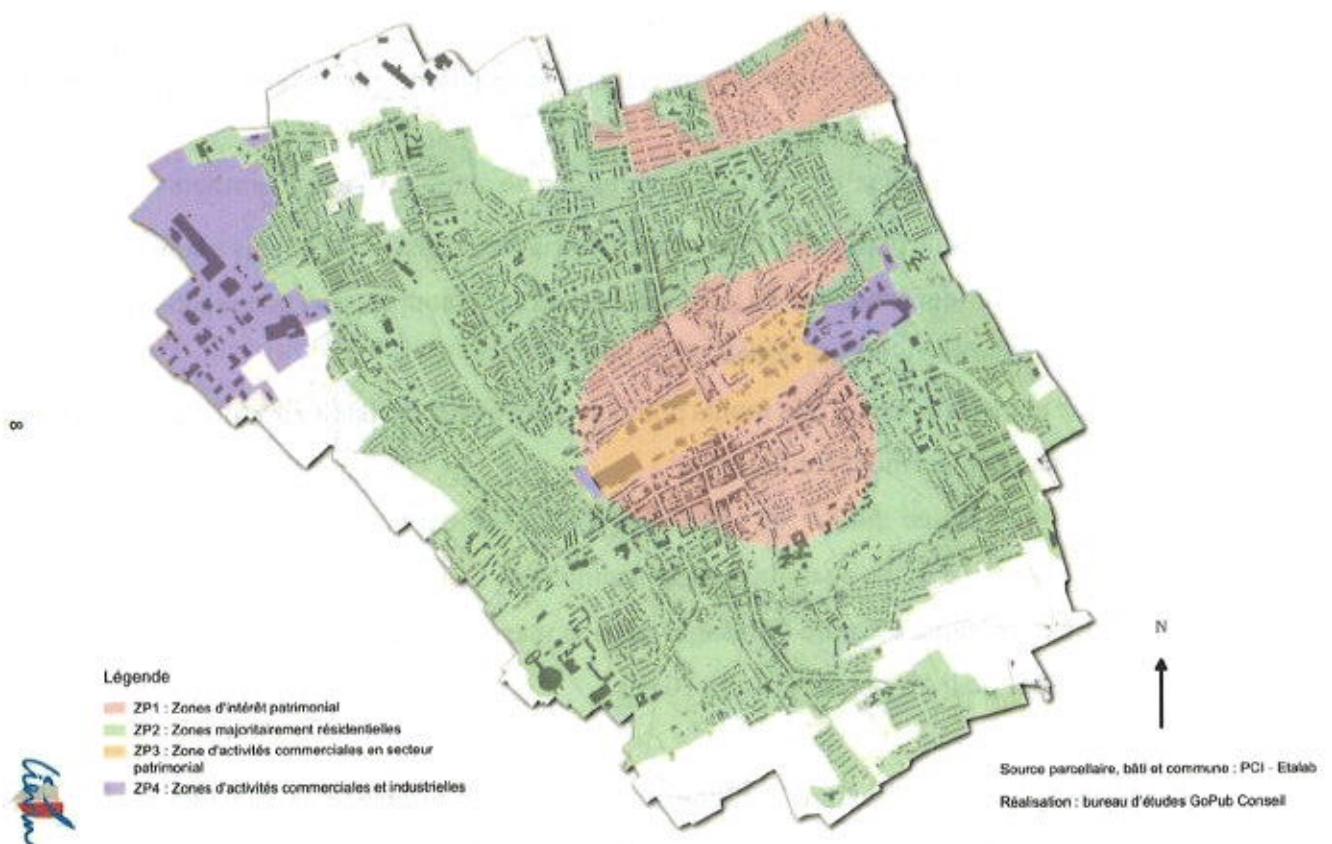 8
Légende
ZP1 : Zones d'intérêt patrimonial
ZP2 : Zones majoritairement résidentielles
ZP3 : Zone d'activités commerciales en secteur
patrimonial
ZP4 : Zones d'activités commerciales et industrielles
N
Source parcellaire, bâti et commune : PCI - Etalab
Réalisation : bureau d'études GoPub Conseil